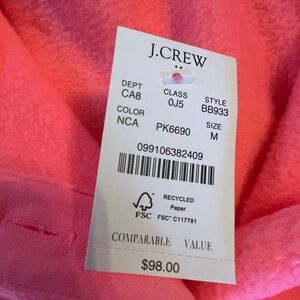 J.CREW
DEPT CLASS STYLE
CA8 0J5 BB933
COLOR SIZE
NCA PK6690 M
099106382409
RECYCLED
Paper
FSC FSC® C117781
COMPARABLE VALUE
$98.00